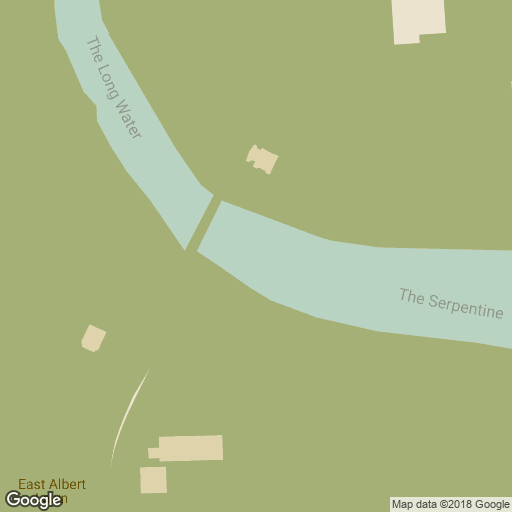 The Long Water
The Serpentine
East Albert
Google
Map data ©2018 Google